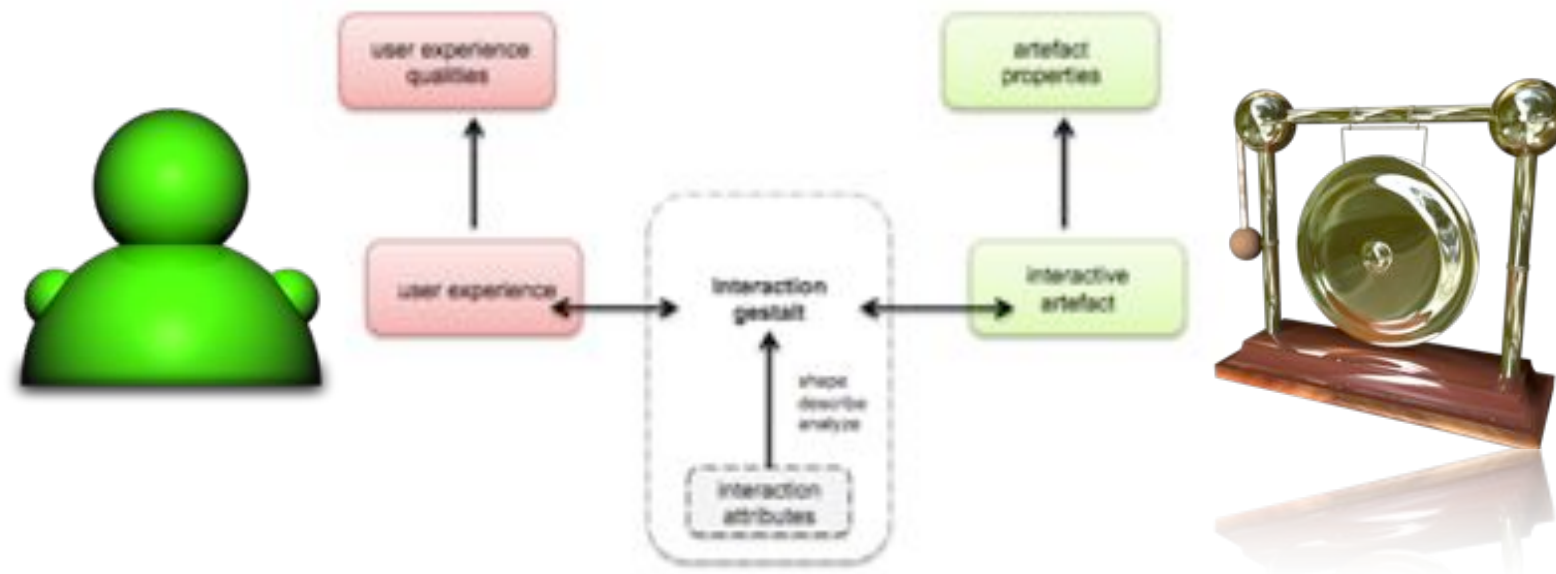 user experience
qualities
artefact
properties
user experience
Interaction
gestalt
interactive
artefact
shape
describe
analyze
interaction
attributes